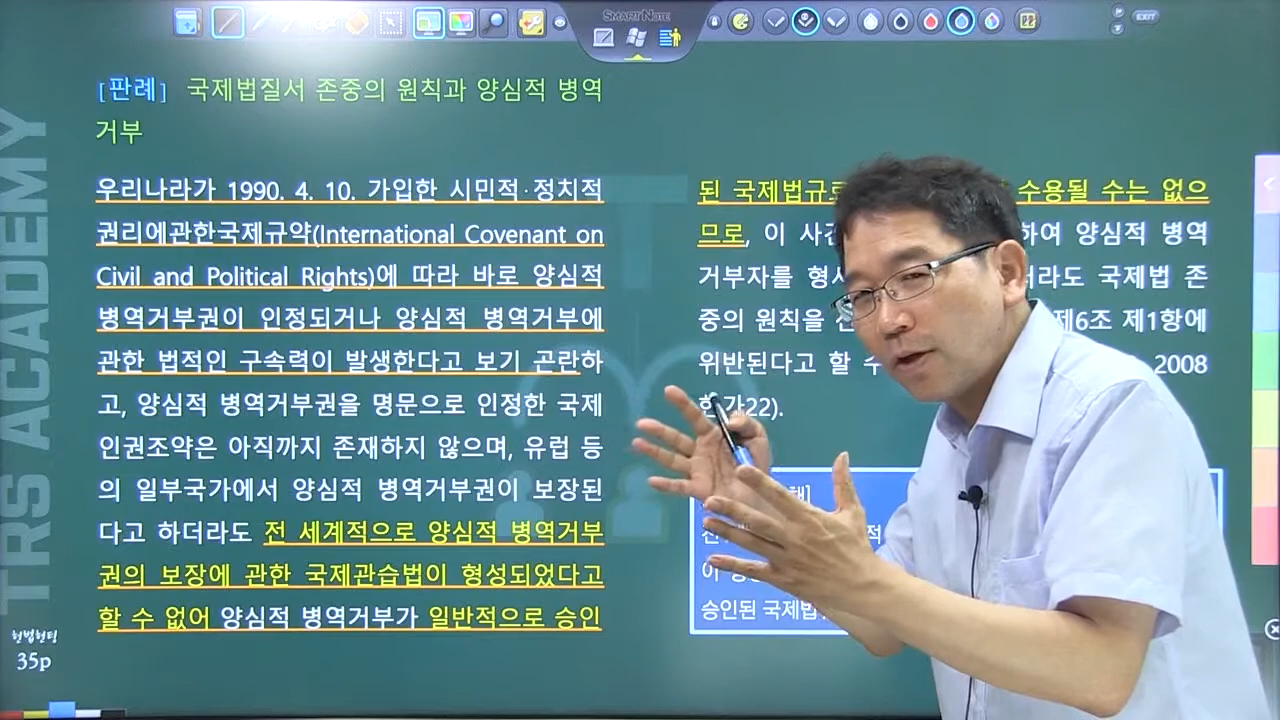 SMART NOTE
EXIT
TRS ACADEMY
[판례] 국제법질서 존중의 원칙과 양심적 병역
거부
우리나라가 1990. 4. 10. 가입한 시민적·정치적
권리에관한국제규약(International Covenant on
Civil and Political Rights)에 따라 바로 양심적
병역거부권이 인정되거나 양심적 병역거부에
관한 법적인 구속력이 발생한다고 보기 곤란하
고, 양심적 병역거부권을 명문으로 인정한 국제
인권조약은 아직까지 존재하지 않으며, 유럽 등
의 일부국가에서 양심적 병역거부권이 보장된
다고 하더라도 전 세계적으로 양심적 병역거부
권의 보장에 관한 국제관습법이 형성되었다고
할 수 없어 양심적 병역거부가 일반적으로 승인
된 국제법규로 수용될 수는 없으
므로, 이 사건 하여 양심적 병역
거부자를 형사 라도 국제법 존
중의 원칙을 제6조 제1항에
위반된다고 할 수 2008
헌가22).
적
이
승인된 국제법
헌법헌팅
35p